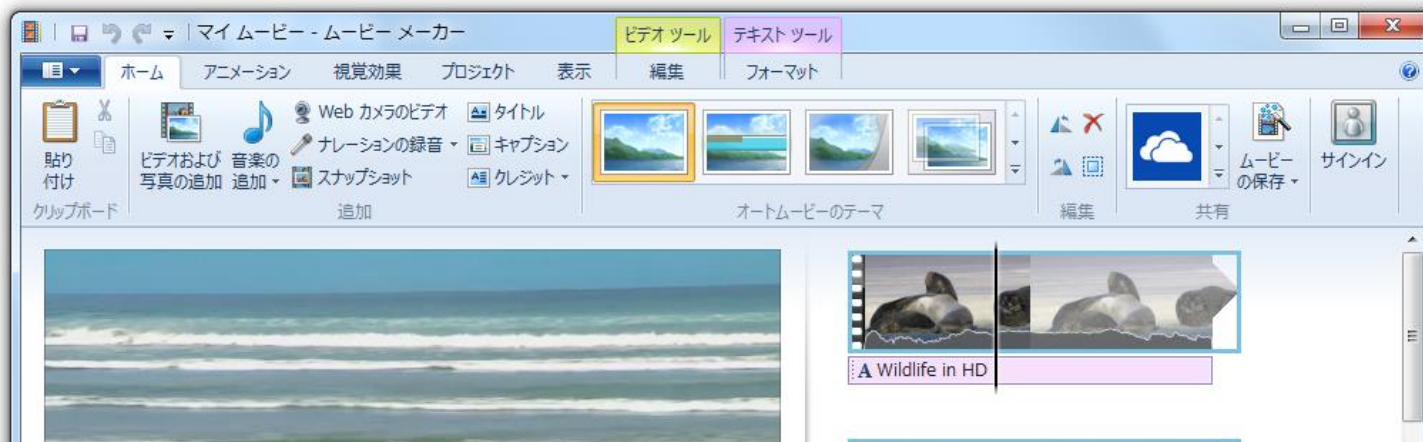 マイ ムービー - ムービー メーカー
ビデオ ツール
テキスト ツール
ホーム
アニメーション
視覚効果
プロジェクト
表示
編集
フォーマット
貼り
付け
クリップボード
ビデオおよび
写真の追加
音楽の
追加
Web カメラのビデオ
ナレーションの録音
スナップショット
タイトル
キャプション
クレジット
追加
オートムービーのテーマ
編集
共有
ムービー
の保存
サインイン
A Wildlife in HD